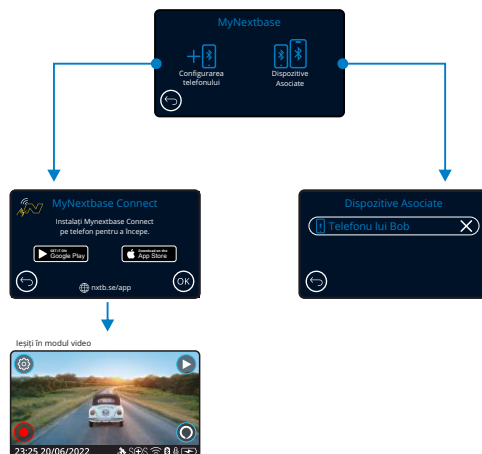 MyNextbase
Configurarea
telefonului
Dispozitive
Asociate
MyNextbase Connect
Instalați Mynextbase Connect
pe telefon pentru a începe.
GET IT ON
Google Play
Download on the
App Store
nxtb.se/app
OK
Dispozitive Asociate
Telefonu lui Bob
Ieșiți în modul video
23:25 20/06/2022
SOS